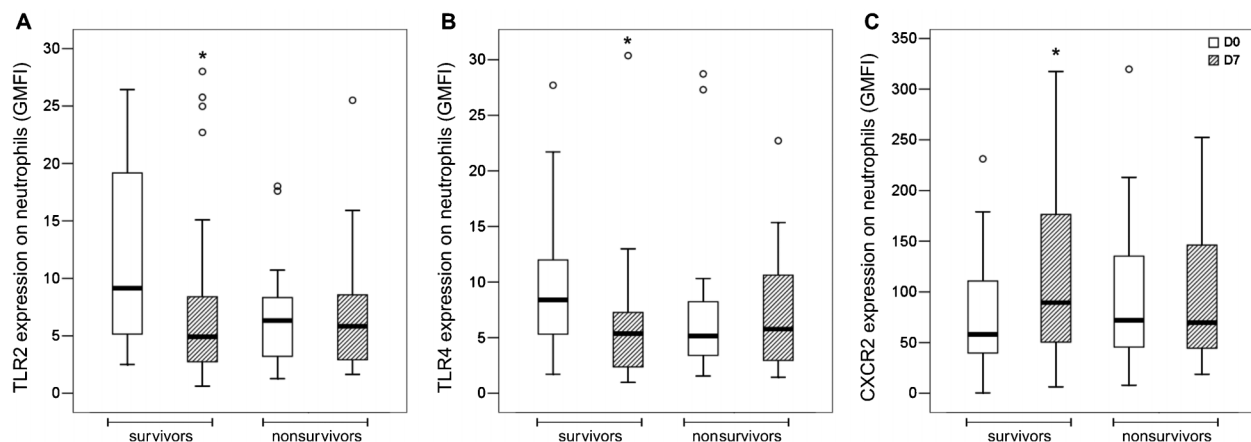 A
TLR2 expression on neutrophils (GMFI)
30
25
20
15
10
5
0
*
survivors
nonsurvivors
B
TLR4 expression on neutrophils (GMFI)
30
25
20
15
10
5
0
*
survivors
nonsurvivors
C
CXCR2 expression on neutrophils (GMFI)
350
300
250
200
150
100
50
0
*
D0
D7
survivors
nonsurvivors